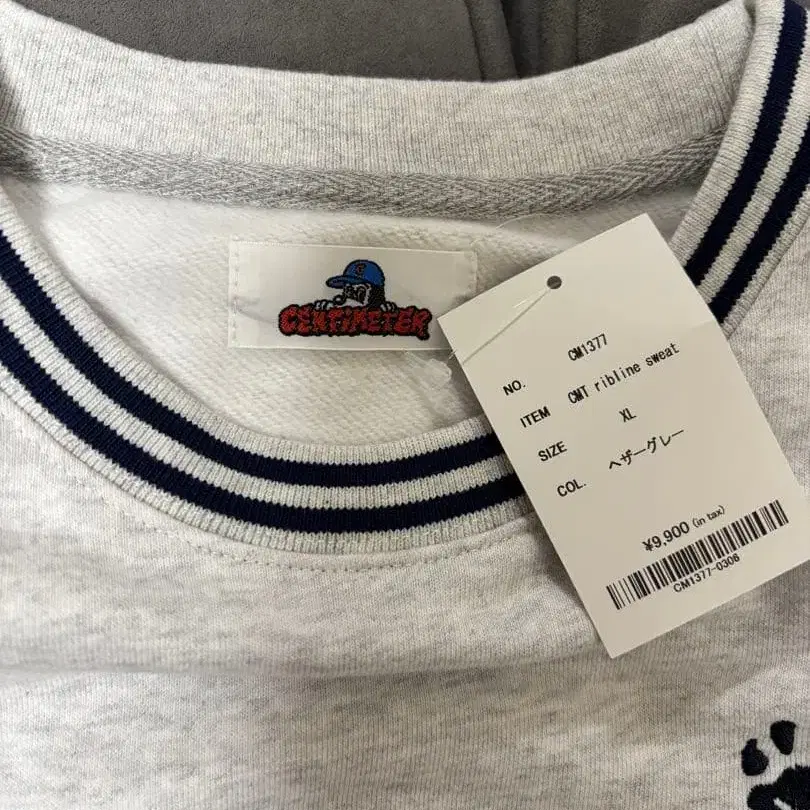 C
CENTIMETER
NO. CM1377
ITEM CMT ribline sweat
SIZE XL
COL. ヘザーグレー
¥9,900 (in tax)
CM1377-0306